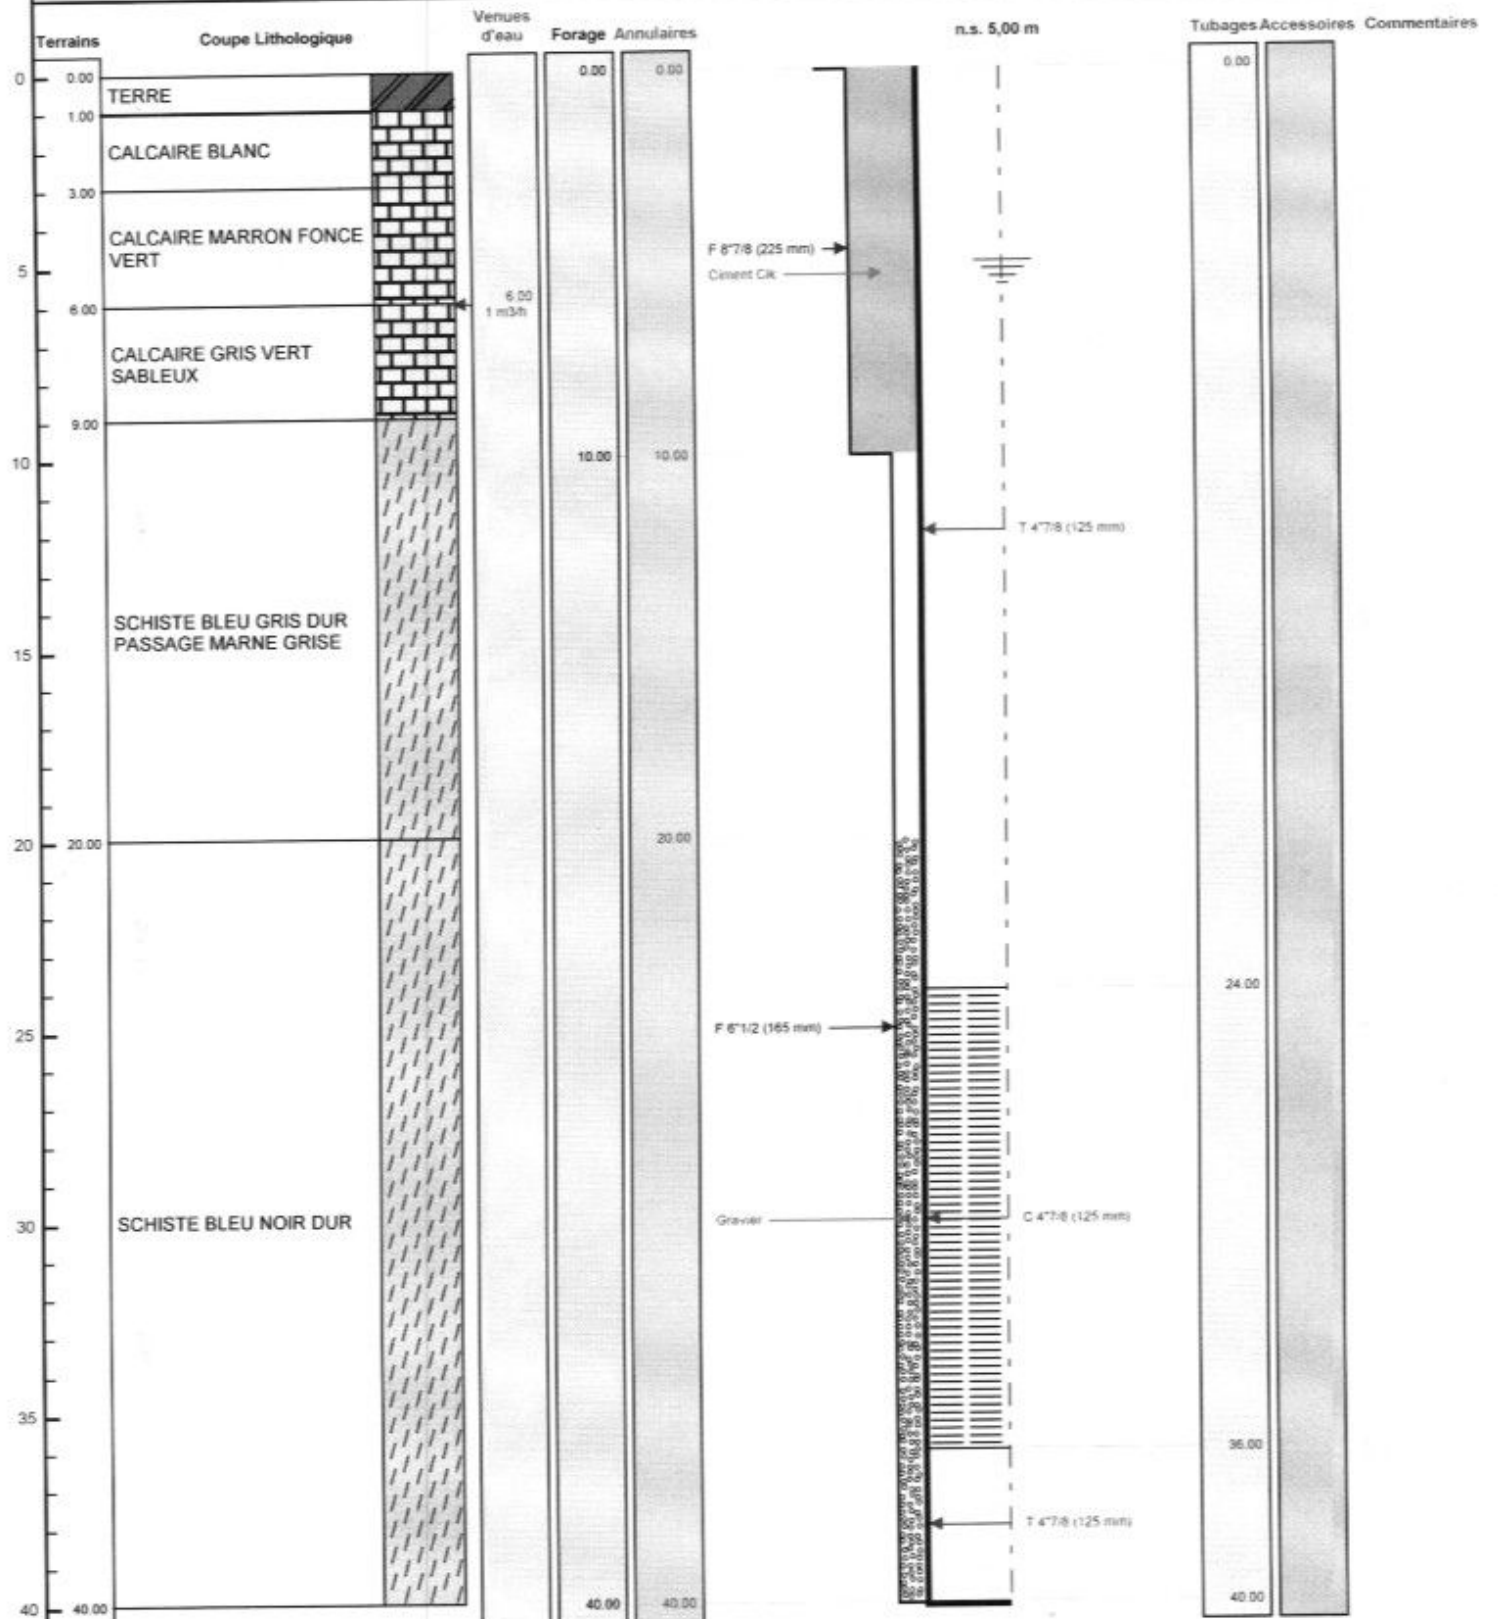 Terrains Coupe Lithologique Venues d'eau Forage Annulaires n.s. 5,00 m Tubages Accessoires Commentaires
0 0.00 0.00 0.00 0.00
TERRE
1.00
CALCAIRE BLANC
3.00
CALCAIRE MARRON FONCE
VERT
F 8"7/8 (225 mm)
5
Ciment Clk
6.00 6.00
1 m3/h
CALCAIRE GRIS VERT
SABLEUX
9.00
10 10.00 10.00
T 4"7/8 (125 mm)
SCHISTE BLEU GRIS DUR
PASSAGE MARNE GRISE
15
20 20.00 20.00
24.00
25
F 6"1/2 (165 mm)
SCHISTE BLEU NOIR DUR
30
Gravier
C 4"7/8 (125 mm)
35
36.00
T 4"7/8 (125 mm)
40 40.00 40.00 40.00 40.00